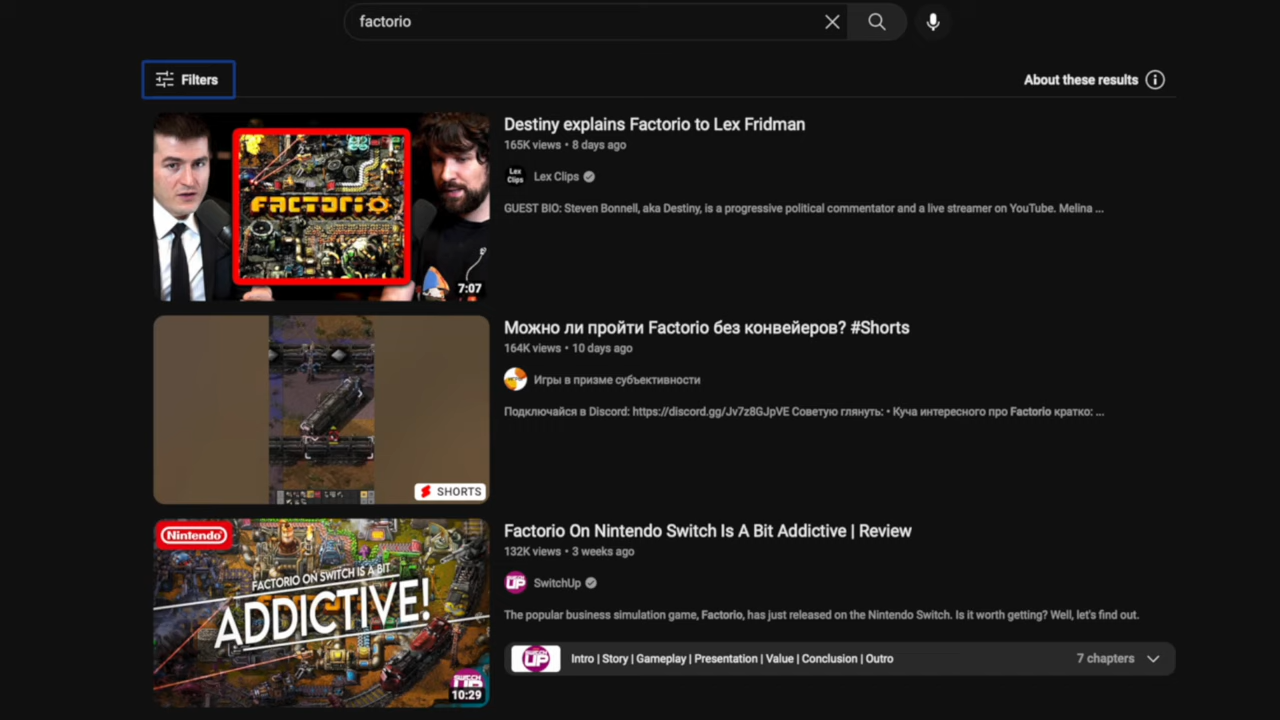 factorio
Filters
About these results
FACTORIO
7:07
Destiny explains Factorio to Lex Fridman
165K views • 8 days ago
Lex Clips
Lex Clips
GUEST BIO: Steven Bonnell, aka Destiny, is a progressive political commentator and a live streamer on YouTube. Melina ...
SHORTS
Можно ли пройти Factorio без конвейеров? #Shorts
164K views • 10 days ago
Игры в призме субъективности
Подключайся в Discord: https://discord.gg/Jv7z8GJpVE Советую глянуть: • Куча интересного про Factorio кратко: ...
Nintendo
FACTORIO ON SWITCH IS A BIT
ADDICTIVE!
SWITCH UP
10:29
Factorio On Nintendo Switch Is A Bit Addictive | Review
132K views • 3 weeks ago
UP
SwitchUp
The popular business simulation game, Factorio, has just released on the Nintendo Switch. Is it worth getting? Well, let's find out.
UP
Intro | Story | Gameplay | Presentation | Value | Conclusion | Outro
7 chapters